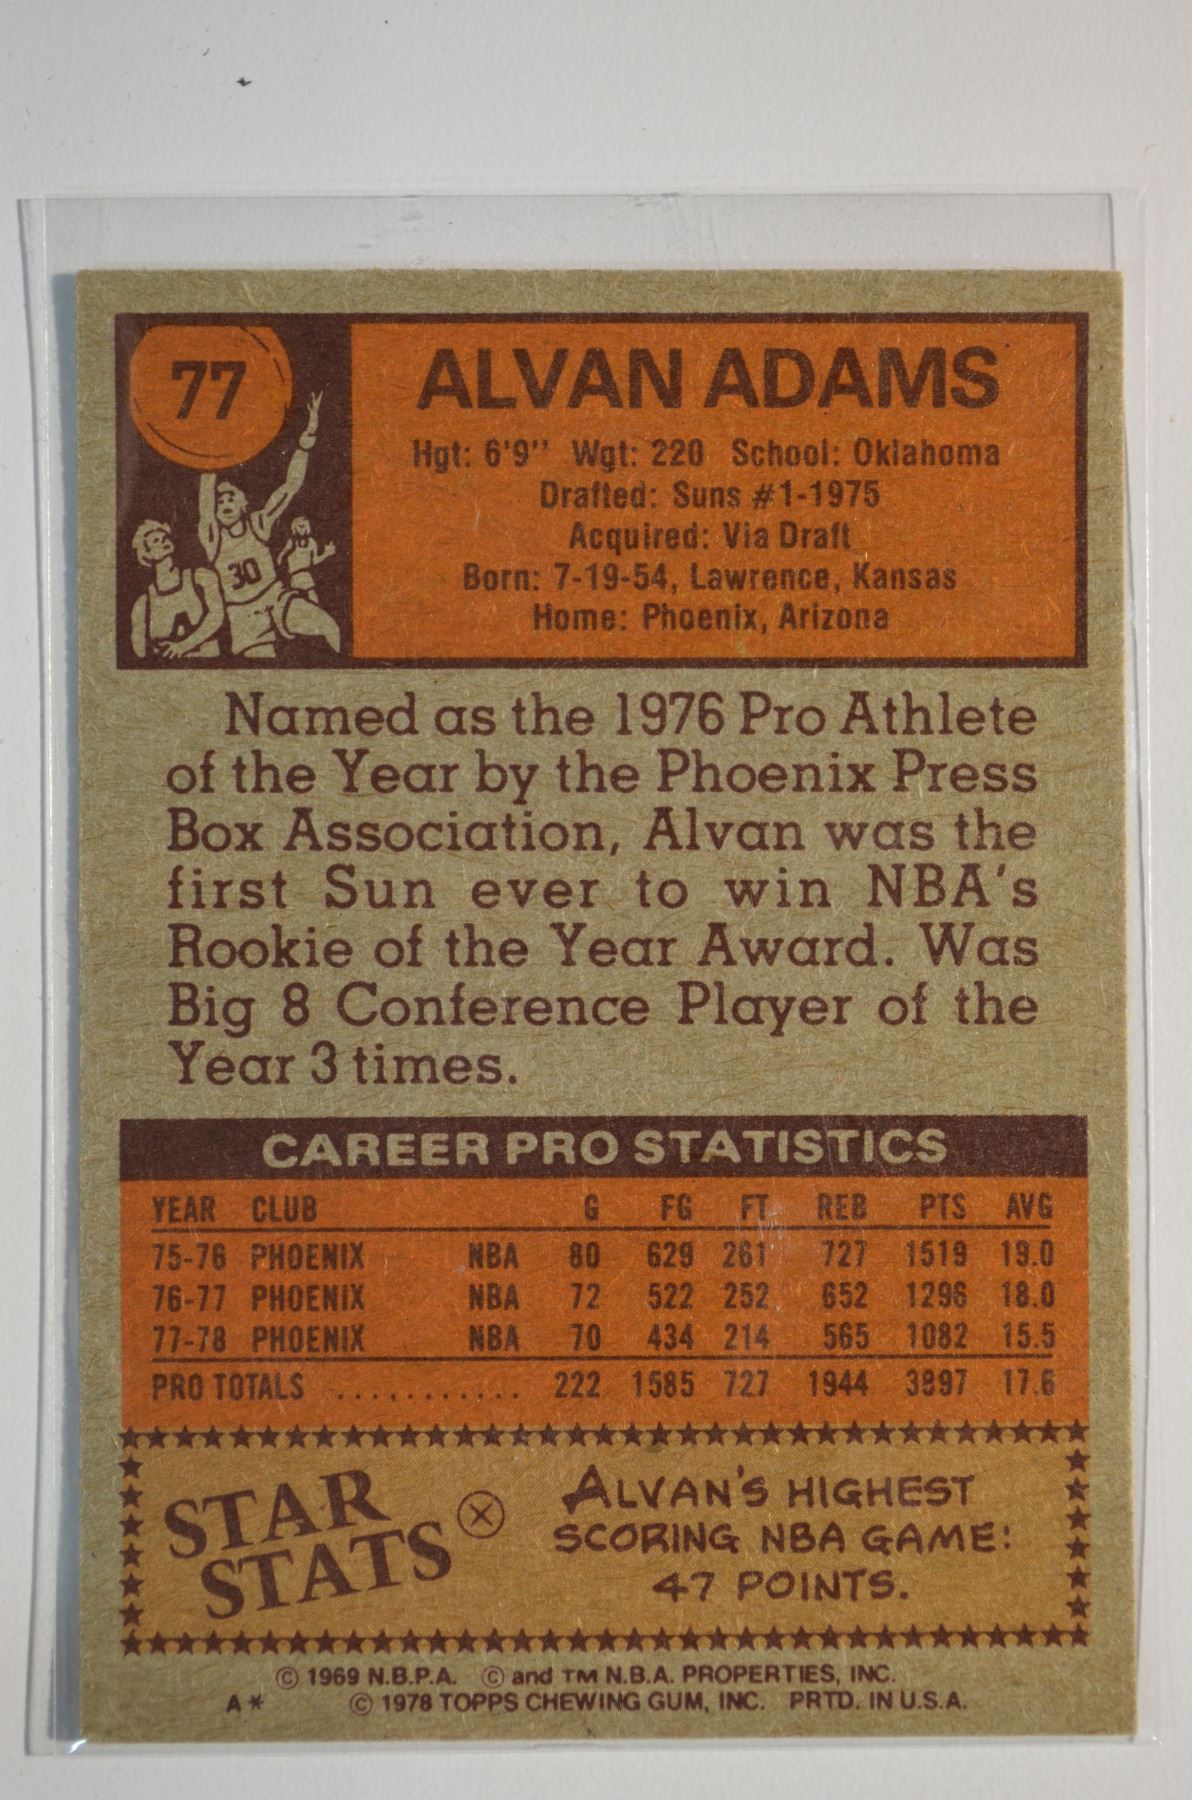 77
ALVAN ADAMS
Hgt: 6'9" Wgt: 220 School: Oklahoma
Drafted: Suns #1-1975
Acquired: Via Draft
Born: 7-19-54, Lawrence, Kansas
Home: Phoenix, Arizona
30
Named as the 1976 Pro Athlete
of the Year by the Phoenix Press
Box Association, Alvan was the
first Sun ever to win NBA's
Rookie of the Year Award. Was
Big 8 Conference Player of the
Year 3 times.
CAREER PRO STATISTICS
YEAR CLUB G FG FT REB PTS AVG
75-76 PHOENIX NBA 80 629 261 727 1519 19.0
76-77 PHOENIX NBA 72 522 252 652 1296 18.0
77-78 PHOENIX NBA 70 434 214 565 1082 15.5
PRO TOTALS ........... 222 1585 727 1944 3897 17.6
STAR
STATS
ALVAN'S HIGHEST
SCORING NBA GAME:
47 POINTS.
© 1969 N.B.P.A. © and TM N.B.A. PROPERTIES, INC.
A* © 1978 TOPPS CHEWING GUM, INC. PRTD. IN U.S.A.